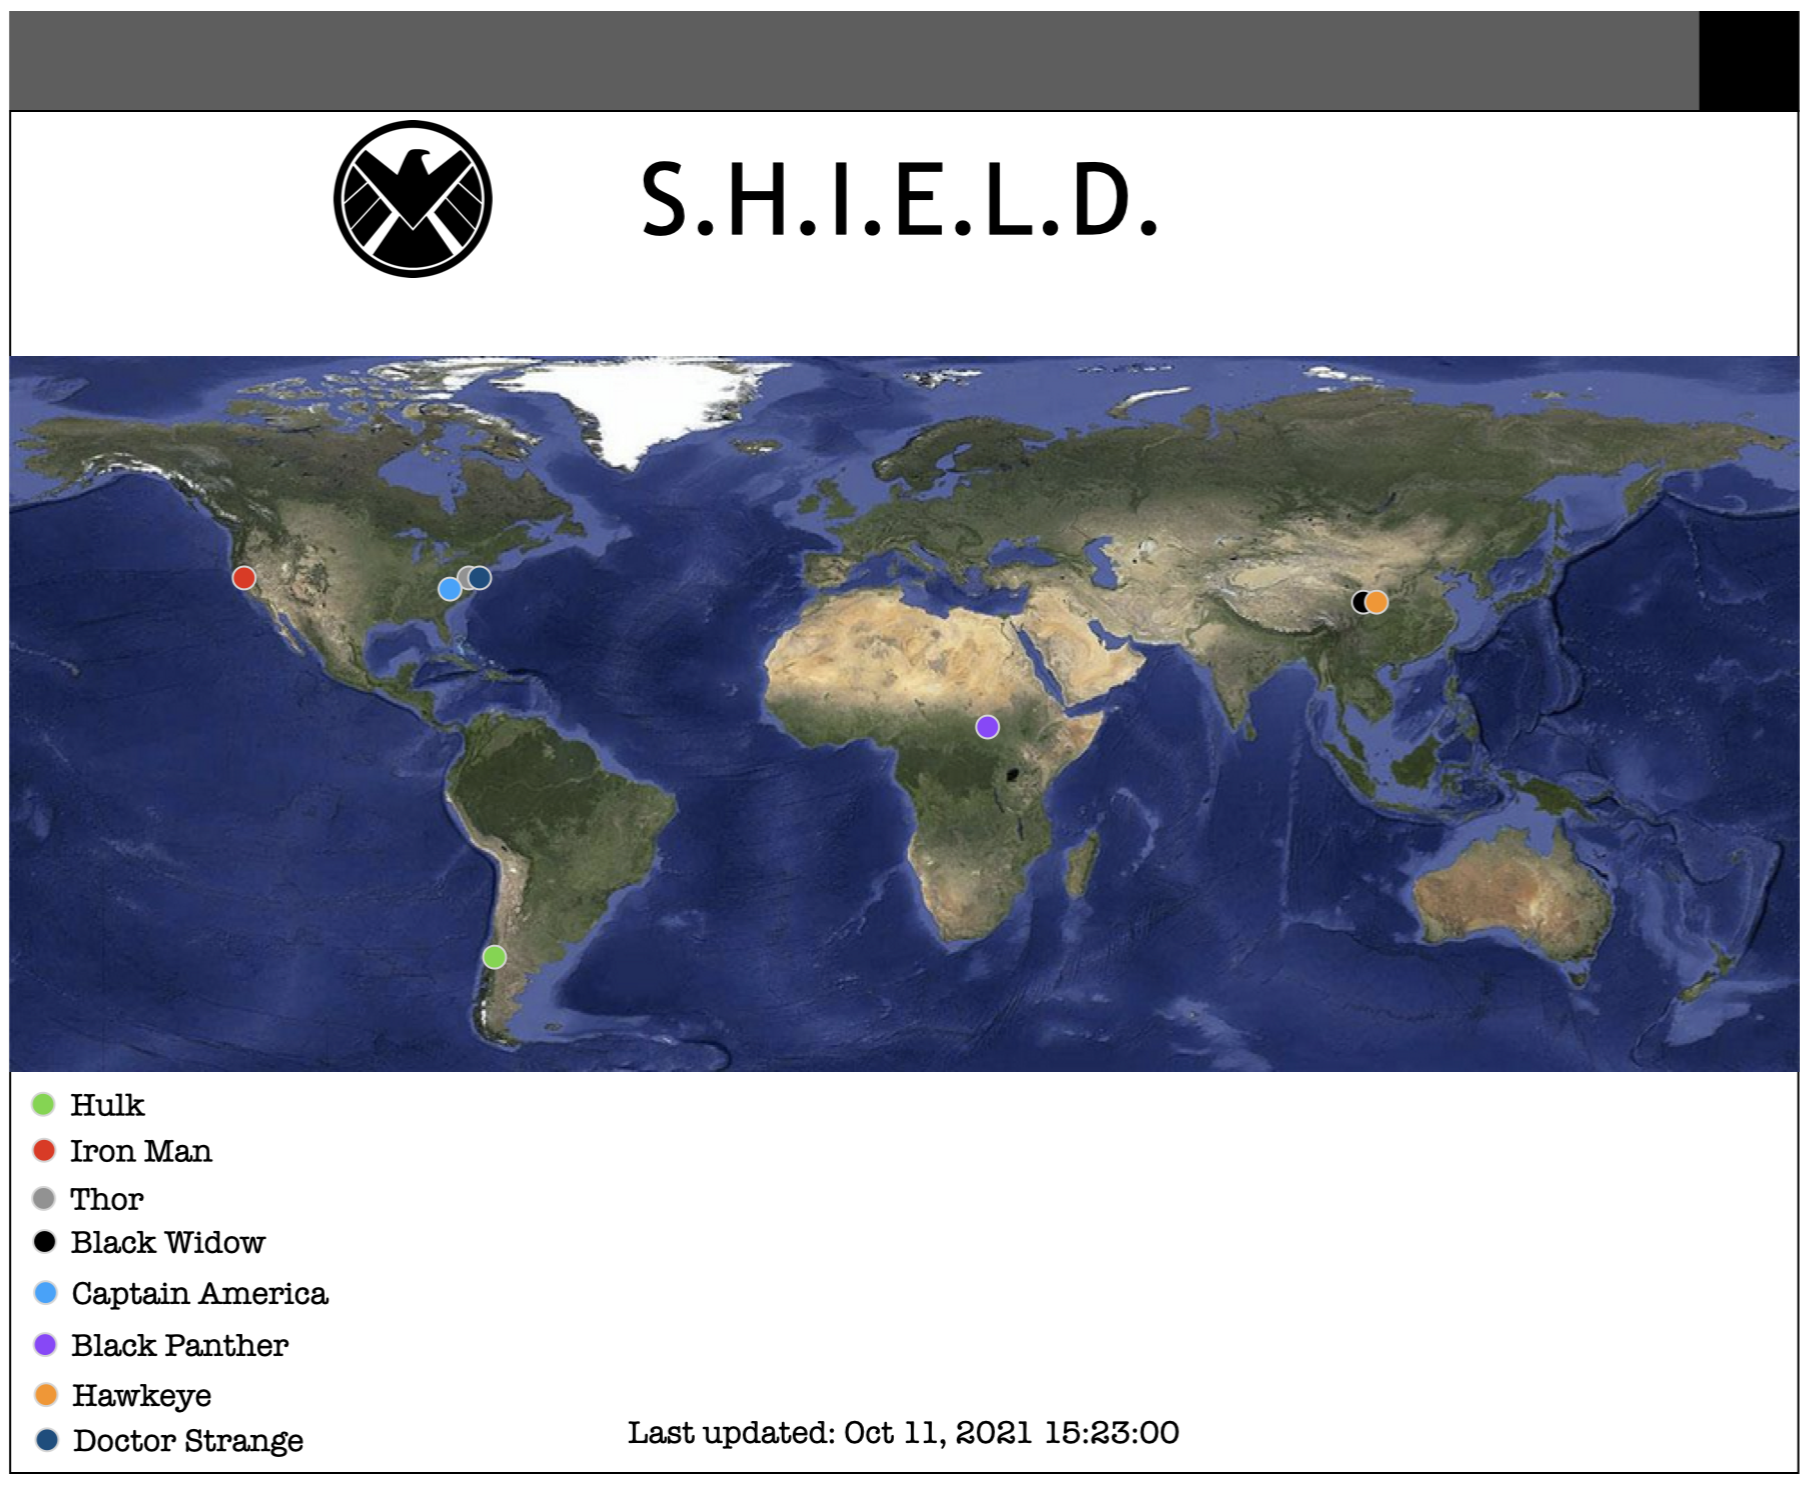 S.H.I.E.L.D.
Hulk
Iron Man
Thor
Black Widow
Captain America
Black Panther
Hawkeye
Doctor Strange
Last updated: Oct 11, 2021 15:23:00